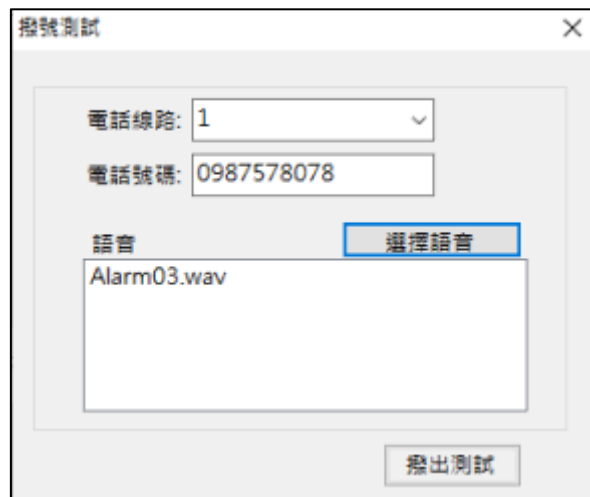 撥號測試
電話線路: 1
電話號碼: 0987578078
語音 選擇語音
Alarm03.wav
撥出測試